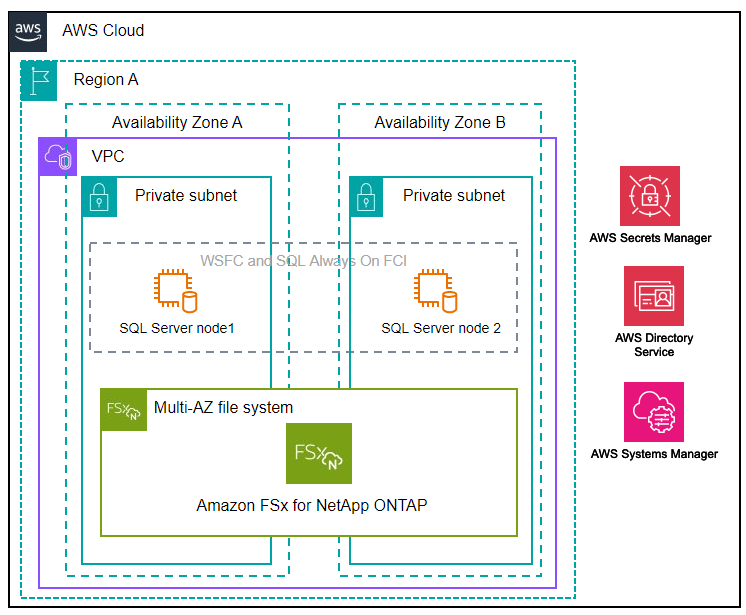 aws
AWS Cloud
Region A
Availability Zone A
Availability Zone B
VPC
Private subnet
Private subnet
AWS Secrets Manager
WSFC and SQL Always On FCI
SQL Server node1
SQL Server node 2
AWS Directory
Service
FSx
N
Multi-AZ file system
FSx
N
Amazon FSx for NetApp ONTAP
AWS Systems Manager